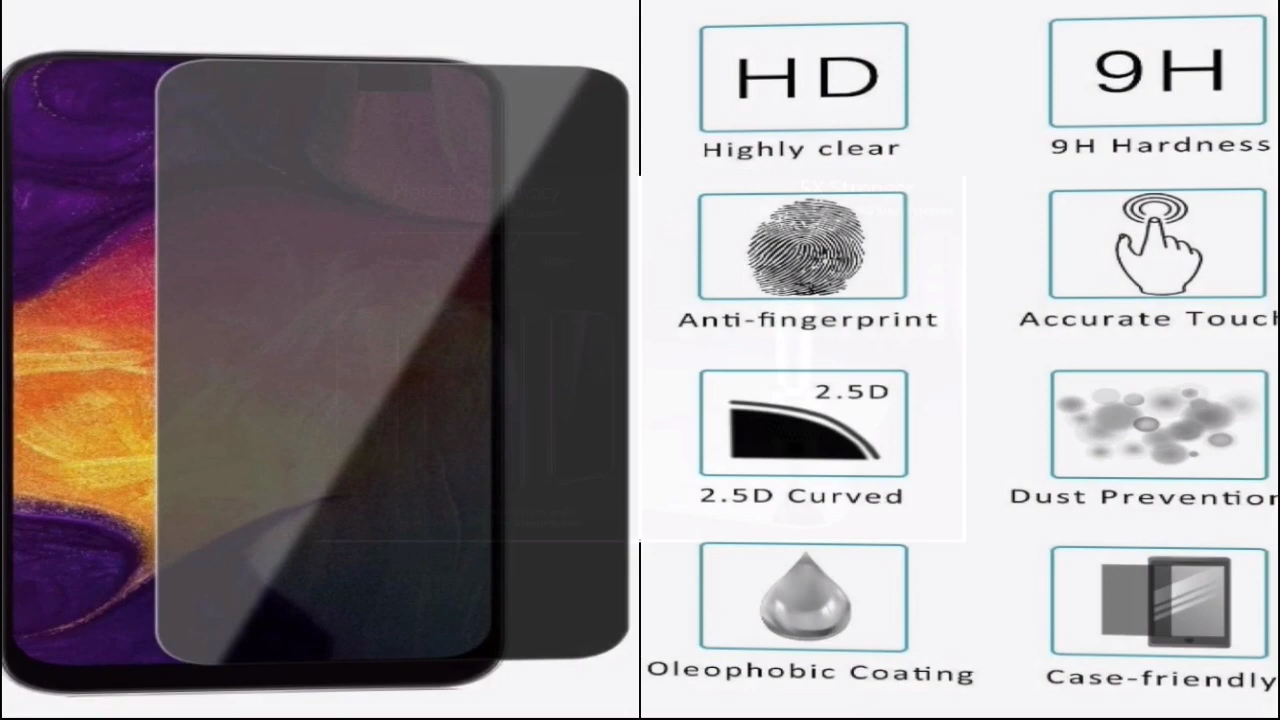 HD
9H
Highly clear
9H Hardness
Anti-fingerprint
Accurate Touch
2.5D
2.5D Curved
Dust Prevention
Oleophobic Coating
Case-friendly